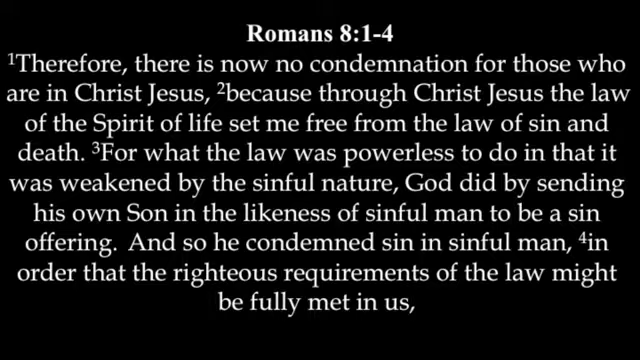 Romans 8:1-4
¹Therefore, there is now no condemnation for those who
are in Christ Jesus, ²because through Christ Jesus the law
of the Spirit of life set me free from the law of sin and
death. ³For what the law was powerless to do in that it
was weakened by the sinful nature, God did by sending
his own Son in the likeness of sinful man to be a sin
offering. And so he condemned sin in sinful man, ⁴in
order that the righteous requirements of the law might
be fully met in us,